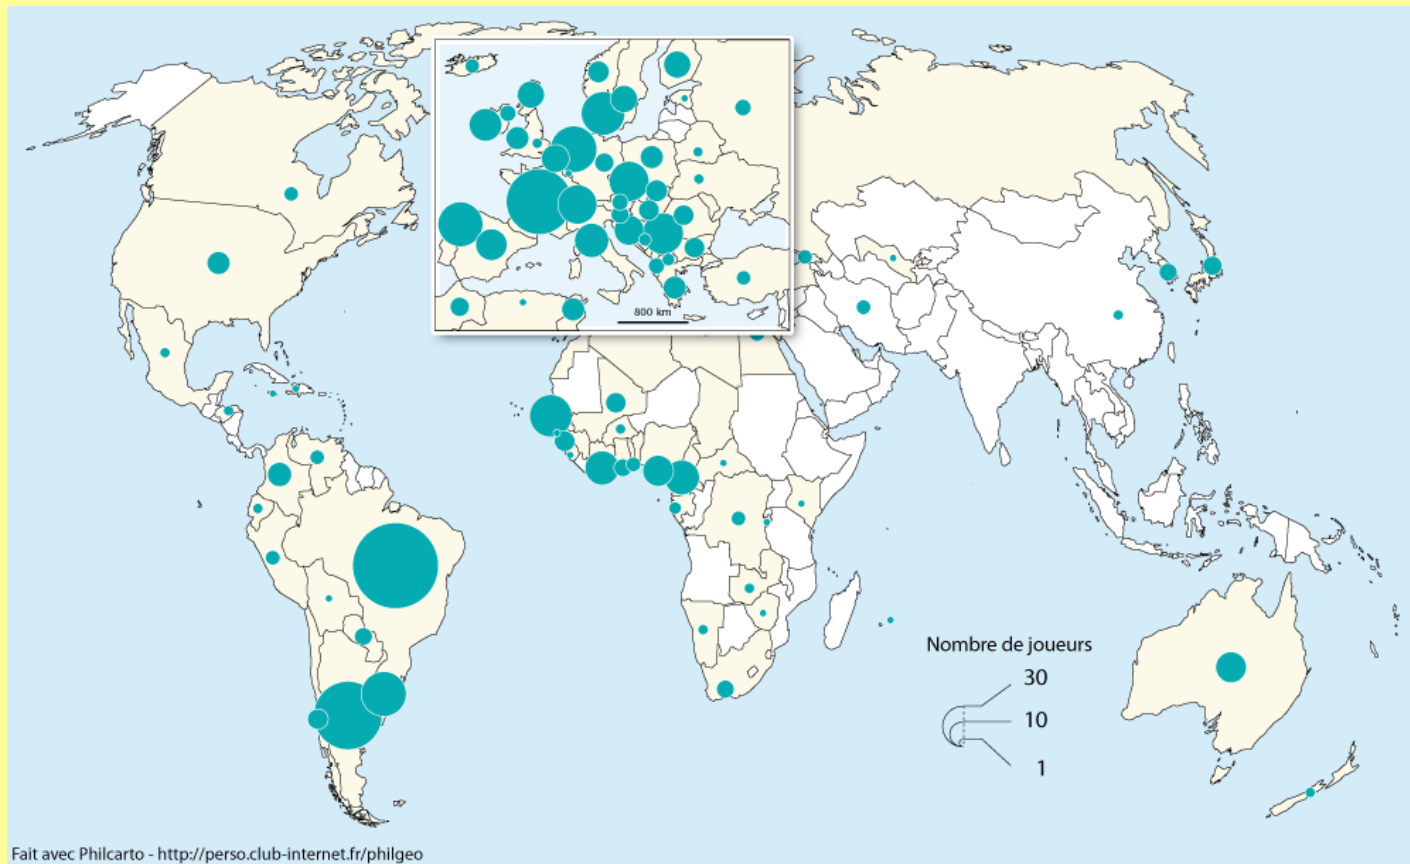 800 km
Nombre de joueurs
30
10
1
Fait avec Philcarto - http://perso.club-internet.fr/philgeo